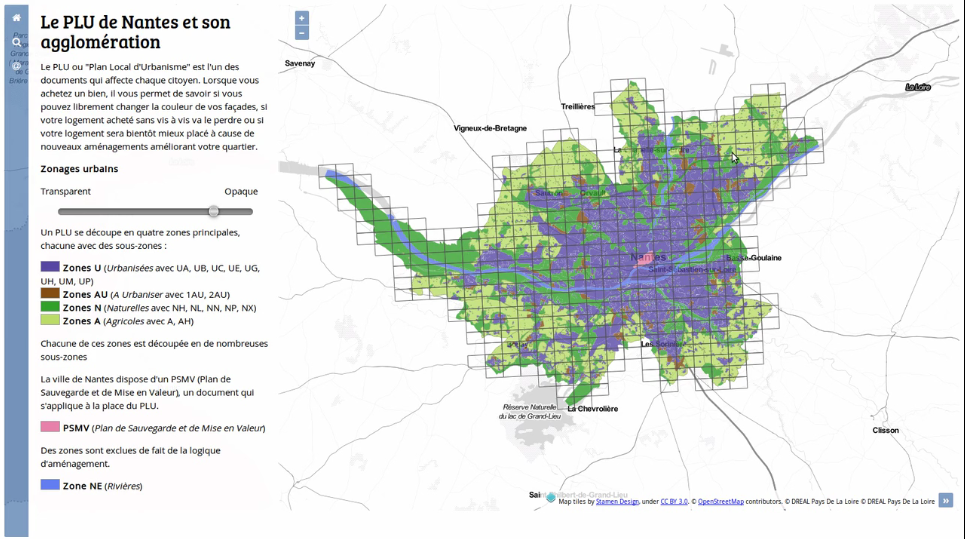 Le PLU de Nantes et son
agglomération
Le PLU ou "Plan Local d'Urbanisme" est l'un des
documents qui affecte chaque citoyen. Lorsque vous
achetez un bien, il vous permet de savoir si vous
pouvez librement changer la couleur de vos façades, si
votre logement acheté sans vis à vis va le perdre ou si
votre logement sera bientôt mieux placé à cause de
nouveaux aménagements améliorant votre quartier.
Zonages urbains
Transparent Opaque
Un PLU se découpe en quatre zones principales,
chacune avec des sous-zones :
Zones U (Urbanisées avec UA, UB, UC, UE, UG,
UH, UM, UP)
Zones AU (A Urbaniser avec 1AU, 2AU)
Zones N (Naturelles avec NH, NL, NN, NP, NX)
Zones A (Agricoles avec A, AH)
Chacune de ces zones est découpée en de nombreuses
sous-zones
La ville de Nantes dispose d'un PSMV (Plan de
Sauvegarde et de Mise en Valeur), un document qui
s'applique à la place du PLU.
PSMV (Plan de Sauvegarde et de Mise en Valeur)
Des zones sont exclues de fait de la logique
d'aménagement.
Zone NE (Rivières)
+
−
Savenay
La Loire
Treillières
Vigneux-de-Bretagne
Orvault
Nantes
Basse-Goulaine
Saint-Sébastien-sur-Loire
Les Sorinières
Réserve Naturelle
du lac de Grand-Lieu
La Chevrolière
Clisson
Map tiles by Stamen Design, under CC BY 3.0. © OpenStreetMap contributors. © DREAL Pays De La Loire © DREAL Pays De La Loire
»